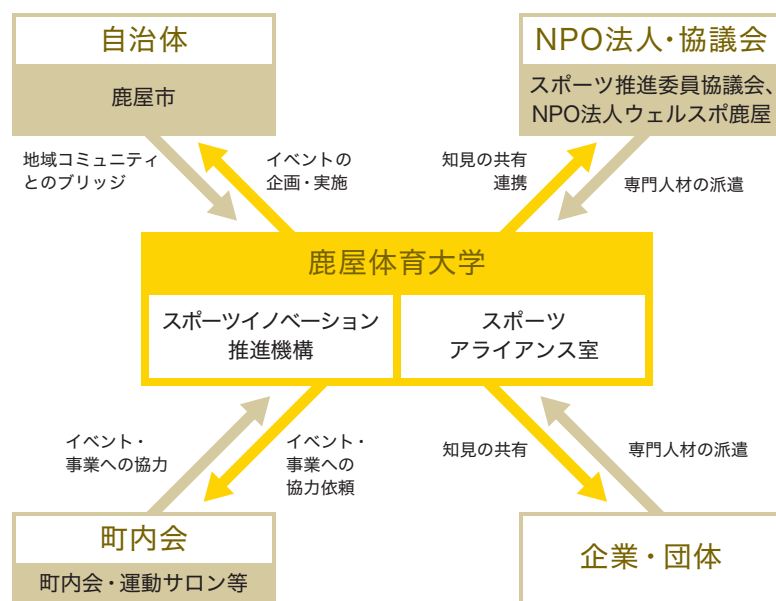 自治体
鹿屋市
NPO法人・協議会
スポーツ推進委員協議会、
NPO法人ウェルスポ鹿屋
地域コミュニティ
とのブリッジ
イベントの
企画・実施
知見の共有
連携
専門人材の派遣
鹿屋体育大学
スポーツイノベーション
推進機構
スポーツ
アライアンス室
イベント・
事業への協力
イベント・
事業への
協力依頼
知見の共有
専門人材の派遣
町内会
町内会・運動サロン等
企業・団体